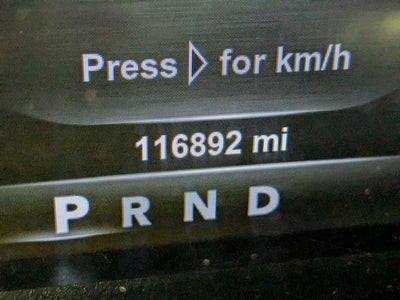 Press ▷ for km/h
116892 mi
P R N D